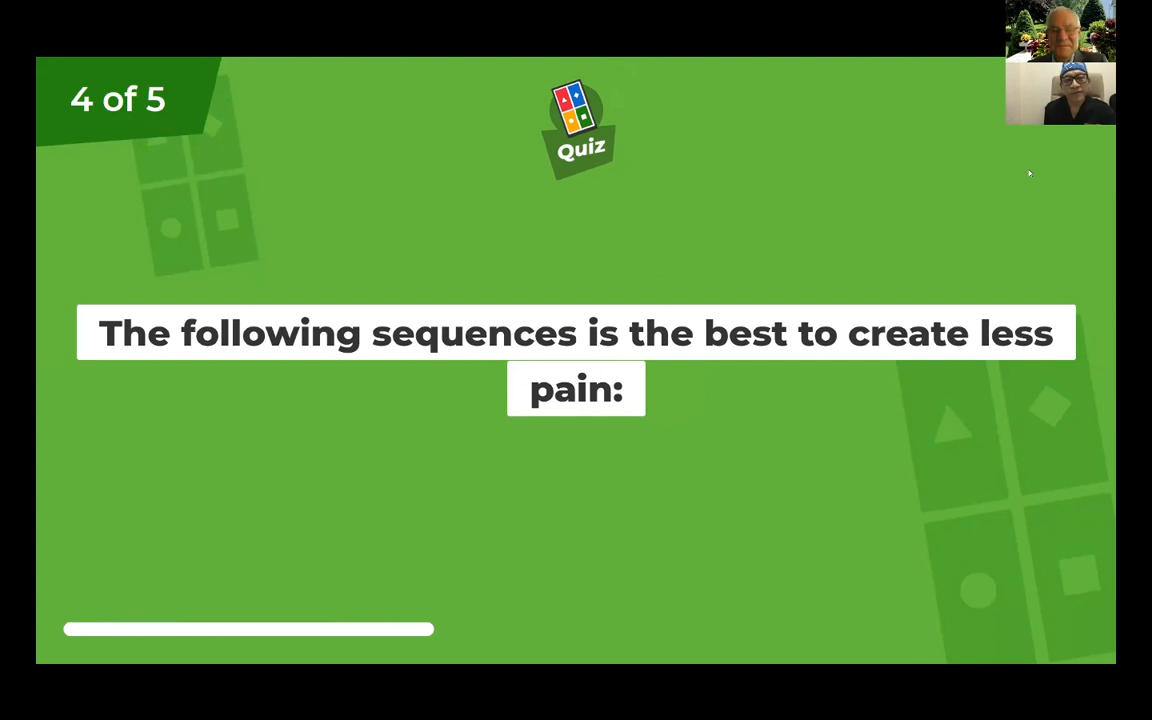 4 of 5
Quiz
The following sequences is the best to create less
pain: